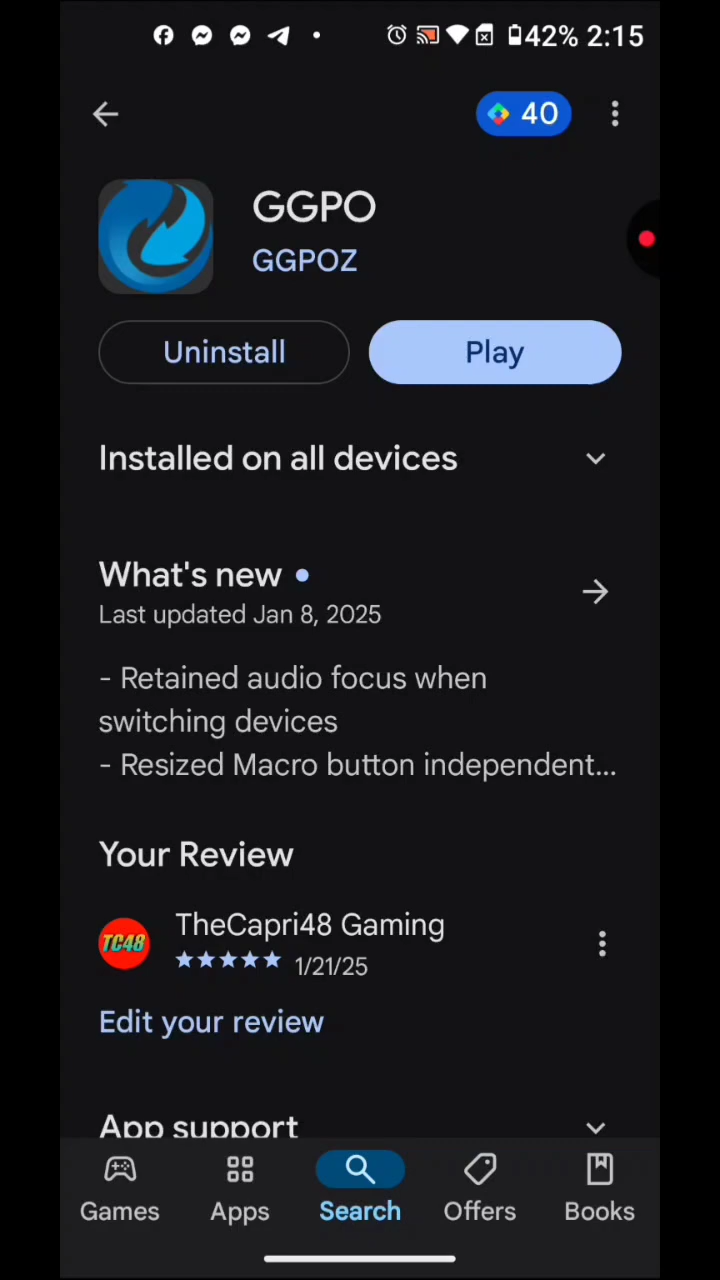 42% 2:15
40
GGPO
GGPOZ
Uninstall
Play
Installed on all devices
What's new
Last updated Jan 8, 2025
- Retained audio focus when
switching devices
- Resized Macro button independent...
Your Review
TC48
TheCapri48 Gaming
1/21/25
Edit your review
App support
Games Apps Search Offers Books